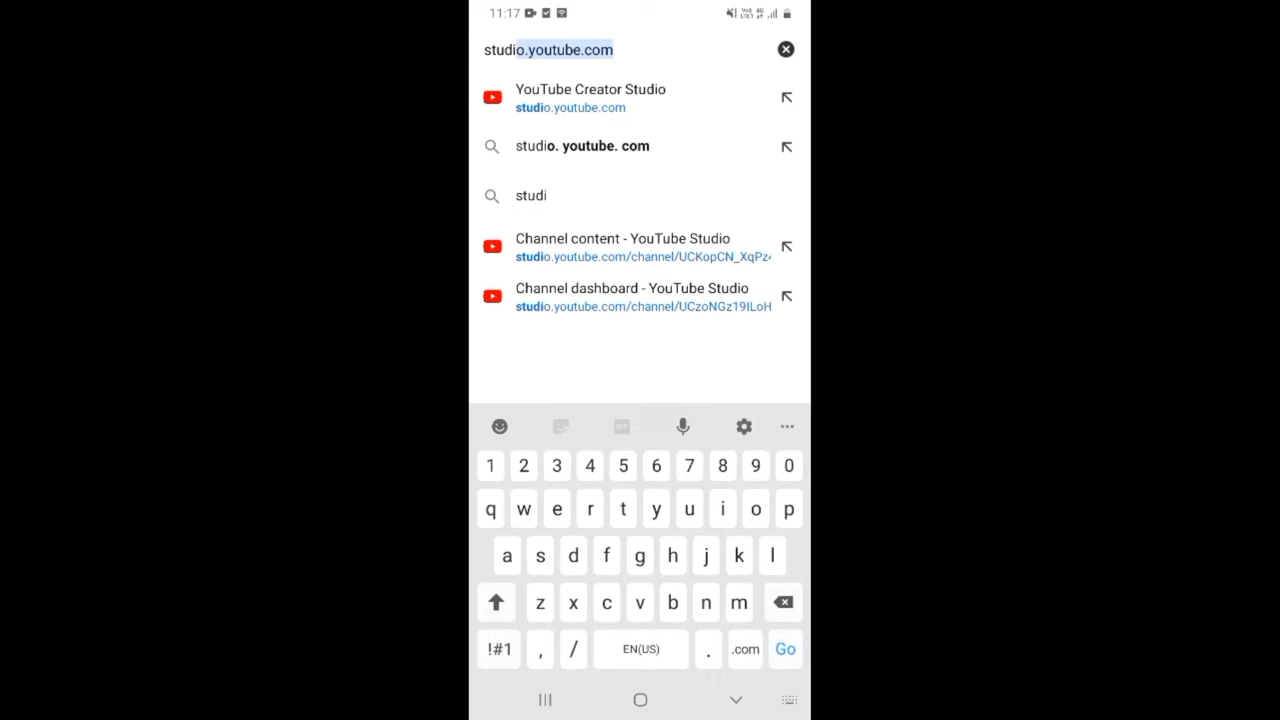 11:17
studio.youtube.com
YouTube Creator Studio
studio.youtube.com
studio. youtube. com
studi
Channel content - YouTube Studio
studio.youtube.com/channel/UCKopCN_XqPz
Channel dashboard - YouTube Studio
studio.youtube.com/channel/UCzoNGz19ILoH
1 2 3 4 5 6 7 8 9 0
q w e r t y u i o p
a s d f g h j k l
z x c v b n m
!#1 , / EN(US) . .com Go